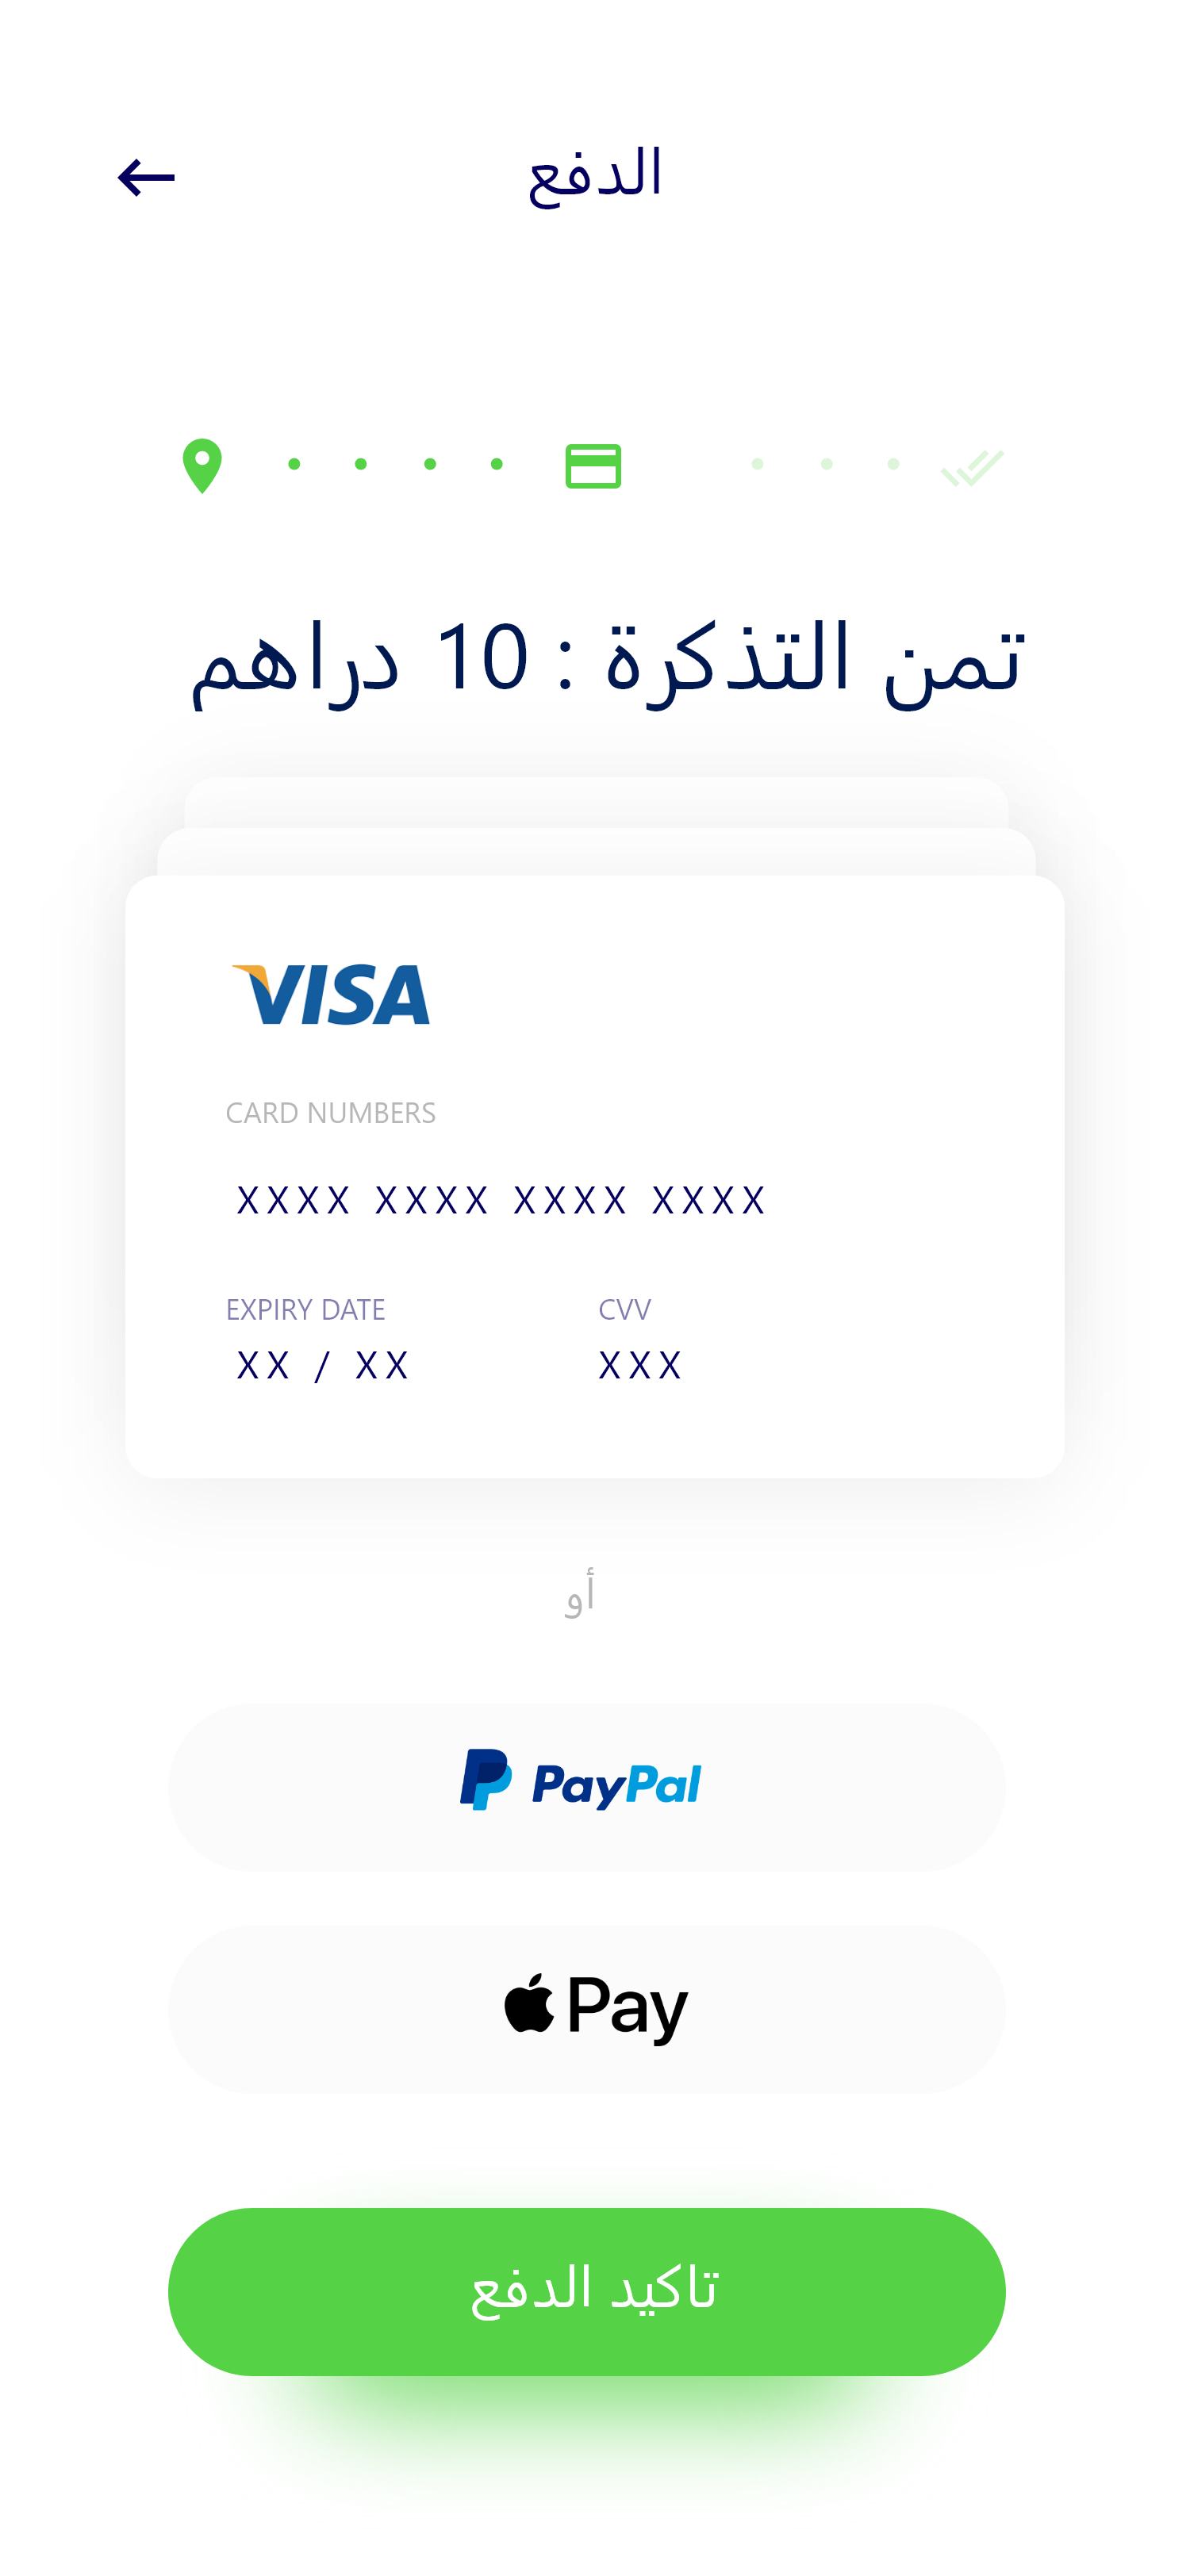 الدفع
تمن التذكرة : 10 دراهم
VISA
CARD NUMBERS
XXXX XXXX XXXX XXXX
EXPIRY DATE CVV
XX / XX XXX
أو
PayPal
Pay
تاكيد الدفع